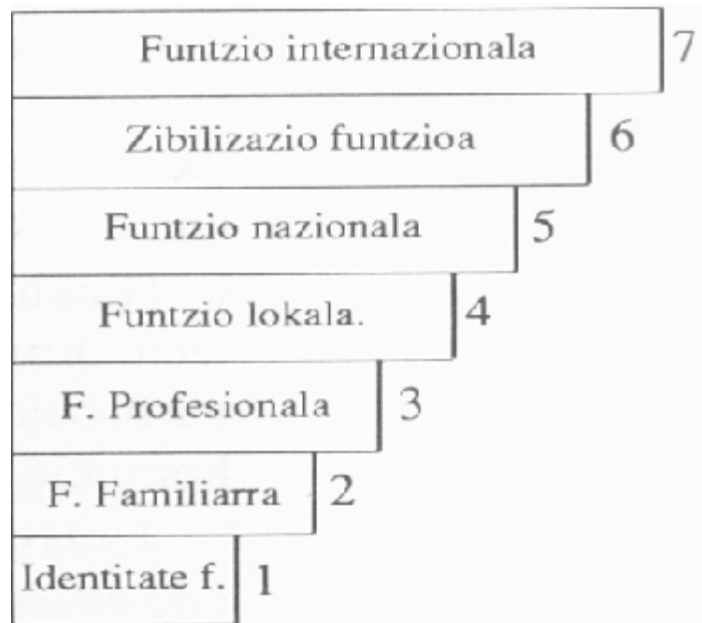 Funtzio internazionala 7
Zibilizazio funtzioa 6
Funtzio nazionala 5
Funtzio lokala. 4
F. Profesionala 3
F. Familiarra 2
Identitate f. 1